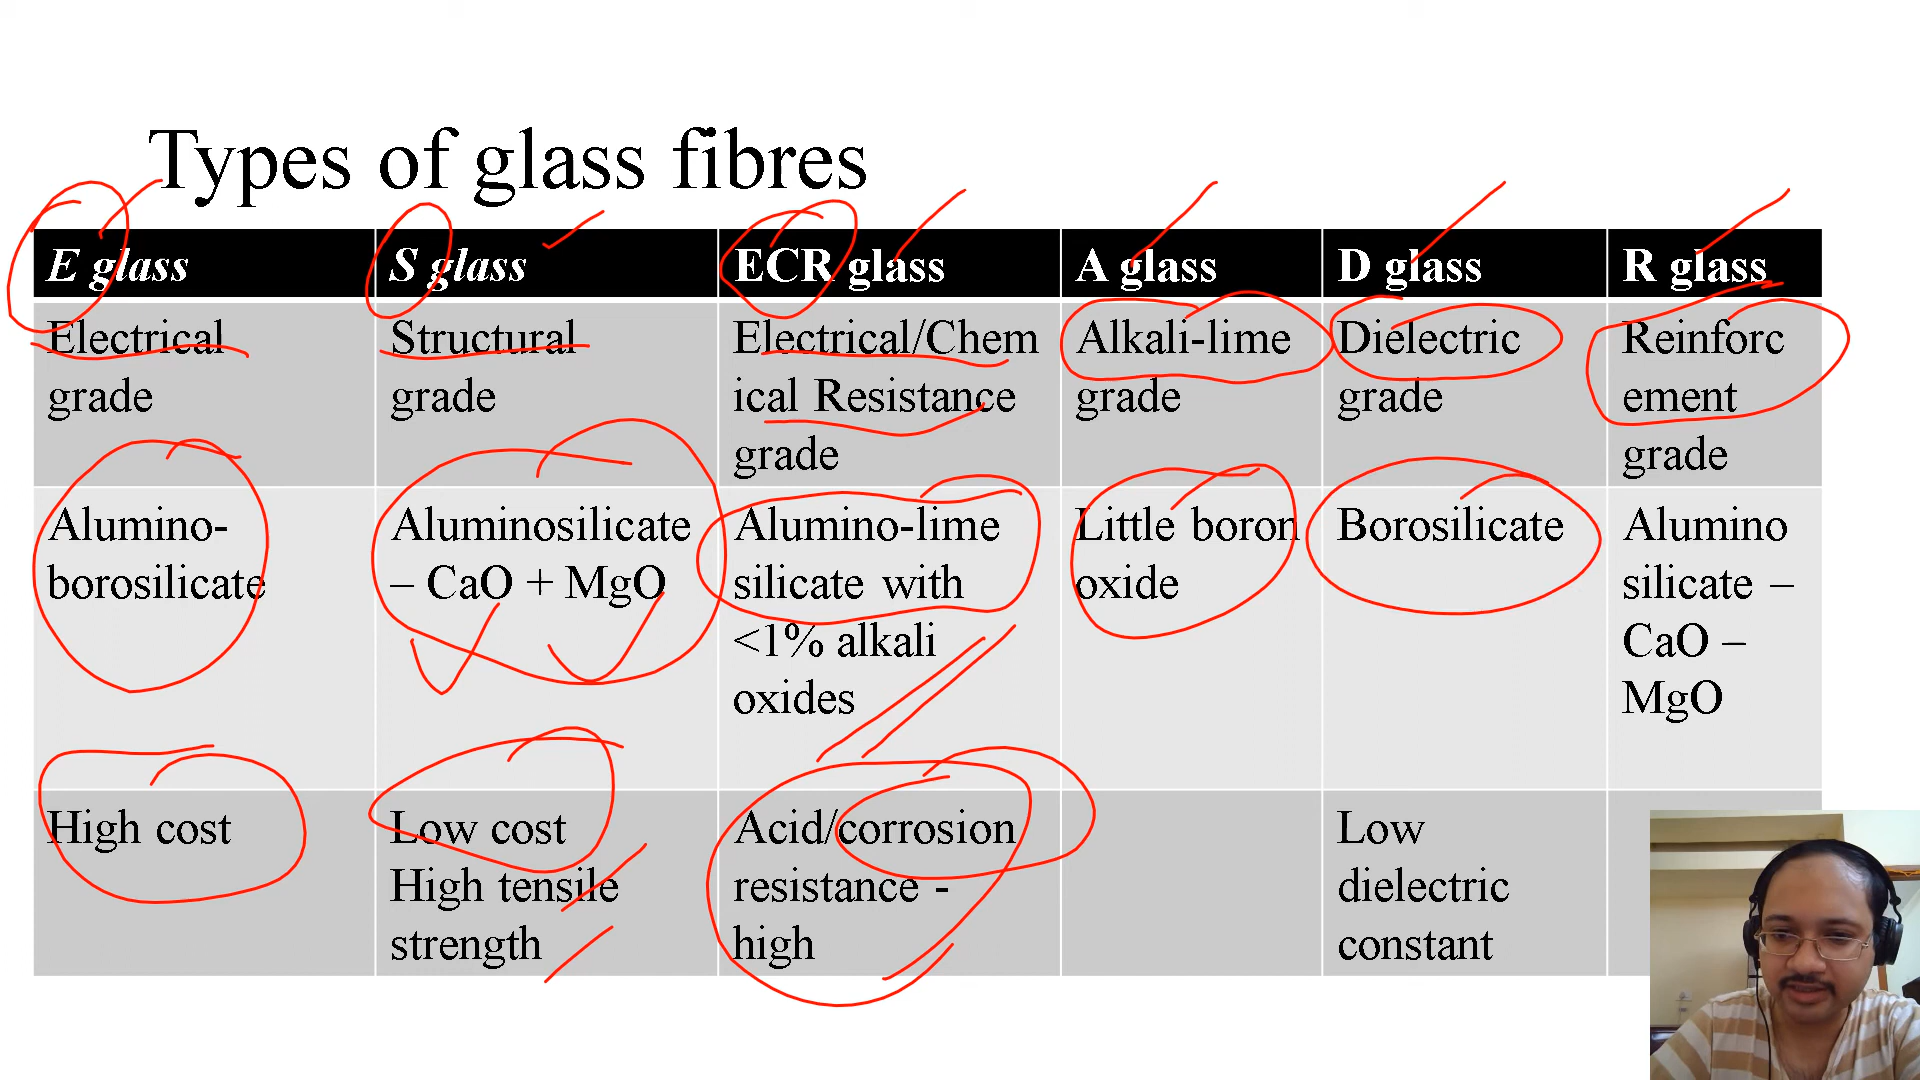 Types of glass fibres
E glass
S glass
ECR glass
A glass
D glass
R glass
Electrical
grade
Structural
grade
Electrical/Chem
ical Resistance
grade
Alkali-lime
grade
Dielectric
grade
Reinforc
ement
grade
Alumino-
borosilicate
Aluminosilicate
– CaO + MgO
Alumino-lime
silicate with
<1% alkali
oxides
Little boron
oxide
Borosilicate
Alumino
silicate –
CaO –
MgO
High cost
Low cost
High tensile
strength
Acid/corrosion
resistance -
high
Low
dielectric
constant